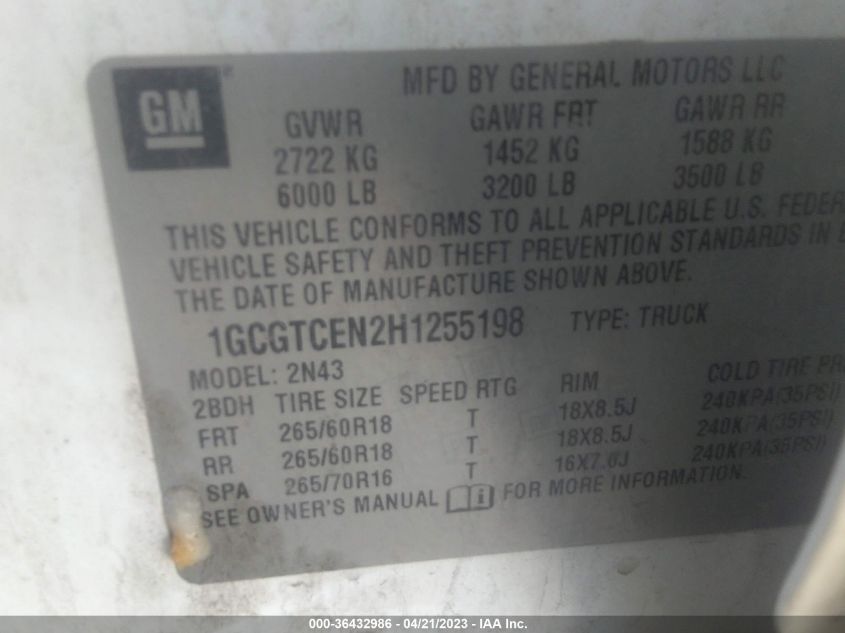 GM
MFD BY GENERAL MOTORS LLC
GVWR GAWR FRT GAWR RR
2722 KG 1452 KG 1588 KG
6000 LB 3200 LB 3500 LB
THIS VEHICLE CONFORMS TO ALL APPLICABLE U.S. FEDER
VEHICLE SAFETY AND THEFT PREVENTION STANDARDS IN E
THE DATE OF MANUFACTURE SHOWN ABOVE.
1GCGTCEN2H1255198 TYPE: TRUCK
MODEL: 2N43
2BDH TIRE SIZE SPEED RTG RIM COLD TIRE PR
FRT 265/60R18 T 18X8.5J 240KPA(35PSI)
RR 265/60R18 T 18X8.5J 240KPA(35PSI)
SPA 265/70R16 T 16X7.0J 240KPA(35PSI)
SEE OWNER'S MANUAL FOR MORE INFORMATION.
000-36432986 - 04/21/2023 - IAA Inc.